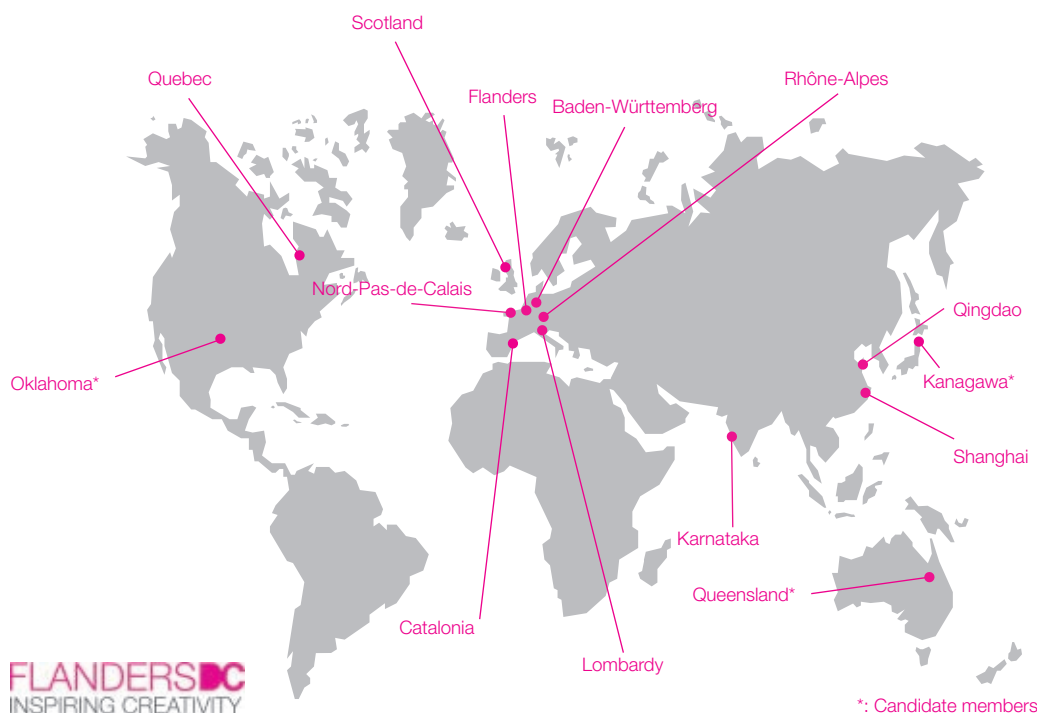 Scotland
Quebec
Rhône-Alpes
Flanders
Baden-Württemberg
Nord-Pas-de-Calais
Qingdao
Oklahoma*
Kanagawa*
Shanghai
Karnataka
Queensland*
Catalonia
Lombardy
FLANDERSDC
INSPIRING CREATIVITY
*: Candidate members